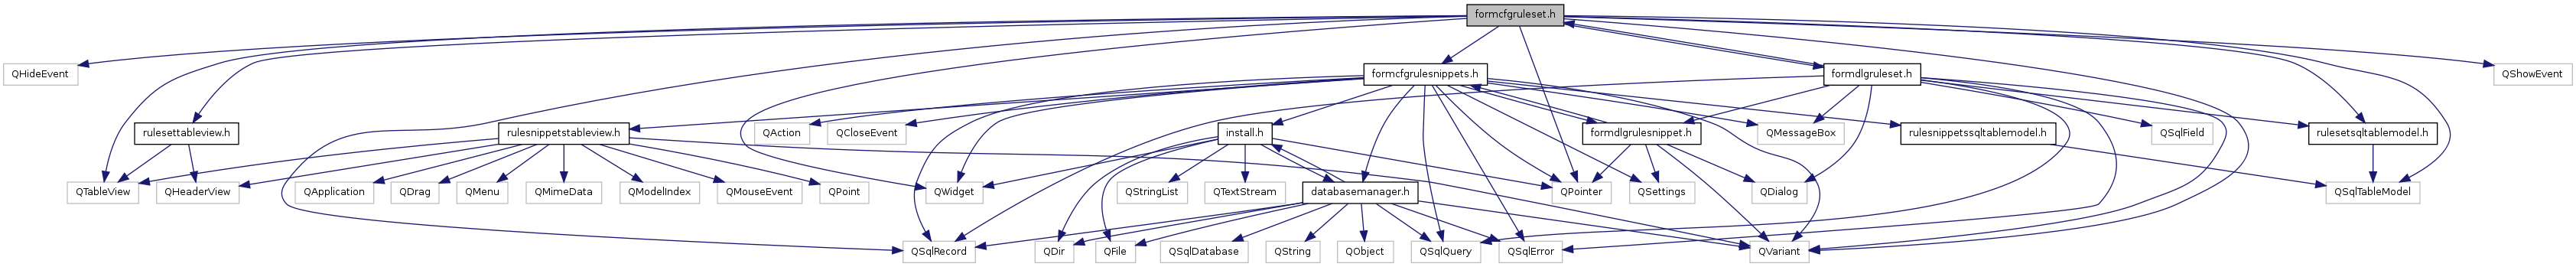 formcfgruleset.h
QHideEvent
formcfgrulesnippets.h
formdlgruleset.h
QShowEvent
rulesettableview.h
rulesnippetstableview.h
QAction
QCloseEvent
install.h
formdlgrulesnippet.h
QMessageBox
rulesnippetssqltablemodel.h
QSqlField
rulesetsqltablemodel.h
QTableView
QHeaderView
QApplication
QDrag
QMenu
QMimeData
QModelIndex
QMouseEvent
QPoint
QWidget
QStringList
QTextStream
databasemanager.h
QPointer
QSettings
QDialog
QSqlTableModel
QSqlRecord
QDir
QFile
QSqlDatabase
QString
QObject
QSqlQuery
QSqlError
QVariant